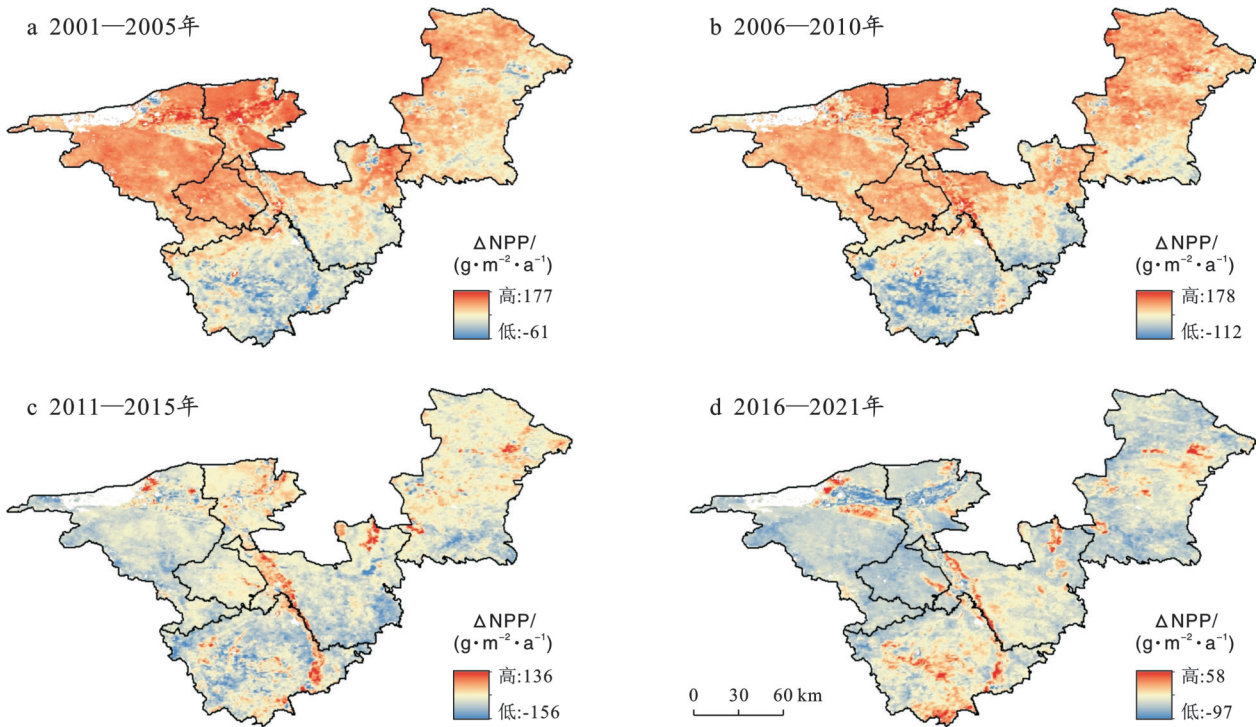 a 2001—2005年
b 2006—2010年
ΔNPP/
(g·m⁻²·a⁻¹)
高:177
低:-61
ΔNPP/
(g·m⁻²·a⁻¹)
高:178
低:-112
c 2011—2015年
d 2016—2021年
ΔNPP/
(g·m⁻²·a⁻¹)
高:136
低:-156
0 30 60 km
ΔNPP/
(g·m⁻²·a⁻¹)
高:58
低:-97